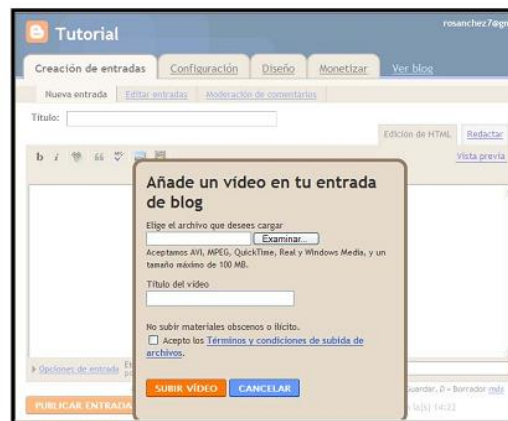 Tutorial
rosanchez7@gm
Creación de entradas Configuración Diseño Monetizar Ver blog
Nueva entrada Editar entradas Moderación de comentarios
Título:
Edición de HTML Redactar
b i Vista previa
Añade un vídeo en tu entrada
de blog
Elige el archivo que desees cargar
Examinar...
Aceptamos AVI, MPEG, QuickTime, Real y Windows Media, y un
tamaño máximo de 100 MB.
Título del vídeo
No subir materiales obscenos o ilícito.
Acepto los Términos y condiciones de subida de
archivos.
Opciones de entrada
Guardar, D = Borrador más
SUBIR VÍDEO CANCELAR
PUBLICAR ENTRADA
la(s) 14:22